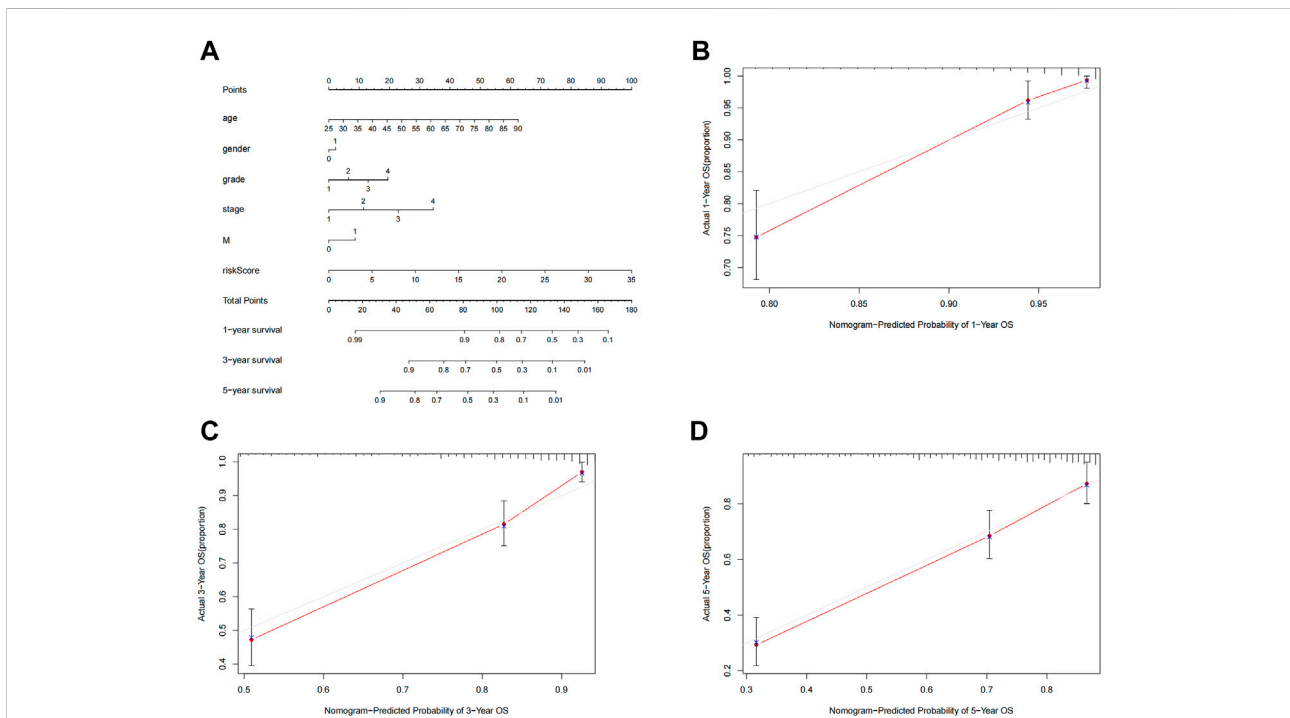 A
Points
0 10 20 30 40 50 60 70 80 90 100
age
25 30 35 40 45 50 55 60 65 70 75 80 85 90
gender
1
0
grade
2 4
1 3
stage
2 4
1 3
M
1
0
riskScore
0 5 10 15 20 25 30 35
Total Points
0 20 40 60 80 100 120 140 160 180
1-year survival
0.99 0.9 0.8 0.7 0.5 0.3 0.1
3-year survival
0.9 0.8 0.7 0.5 0.3 0.1 0.01
5-year survival
0.9 0.8 0.7 0.5 0.3 0.1 0.01
B
Actual 1-Year OS(proportion)
1.00
0.95
0.90
0.85
0.80
0.75
0.70
0.80 0.85 0.90 0.95
Nomogram-Predicted Probability of 1-Year OS
C
Actual 3-Year OS(proportion)
1.0
0.9
0.8
0.7
0.6
0.5
0.4
0.5 0.6 0.7 0.8 0.9
Nomogram-Predicted Probability of 3-Year OS
D
Actual 5-Year OS(proportion)
0.8
0.6
0.4
0.2
0.3 0.4 0.5 0.6 0.7 0.8
Nomogram-Predicted Probability of 5-Year OS